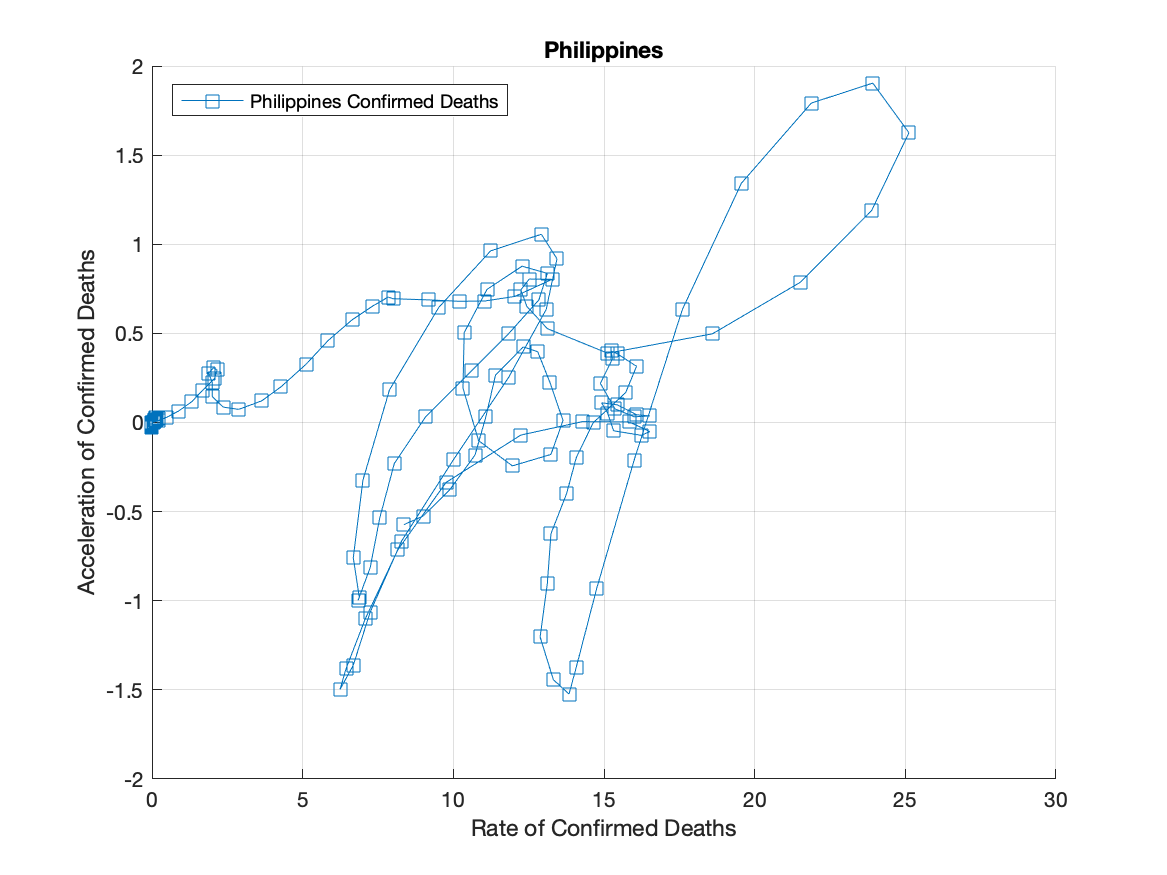 Philippines
Philippines Confirmed Deaths
2
1.5
1
0.5
0
-0.5
-1
-1.5
-2
Acceleration of Confirmed Deaths
0 5 10 15 20 25 30
Rate of Confirmed Deaths